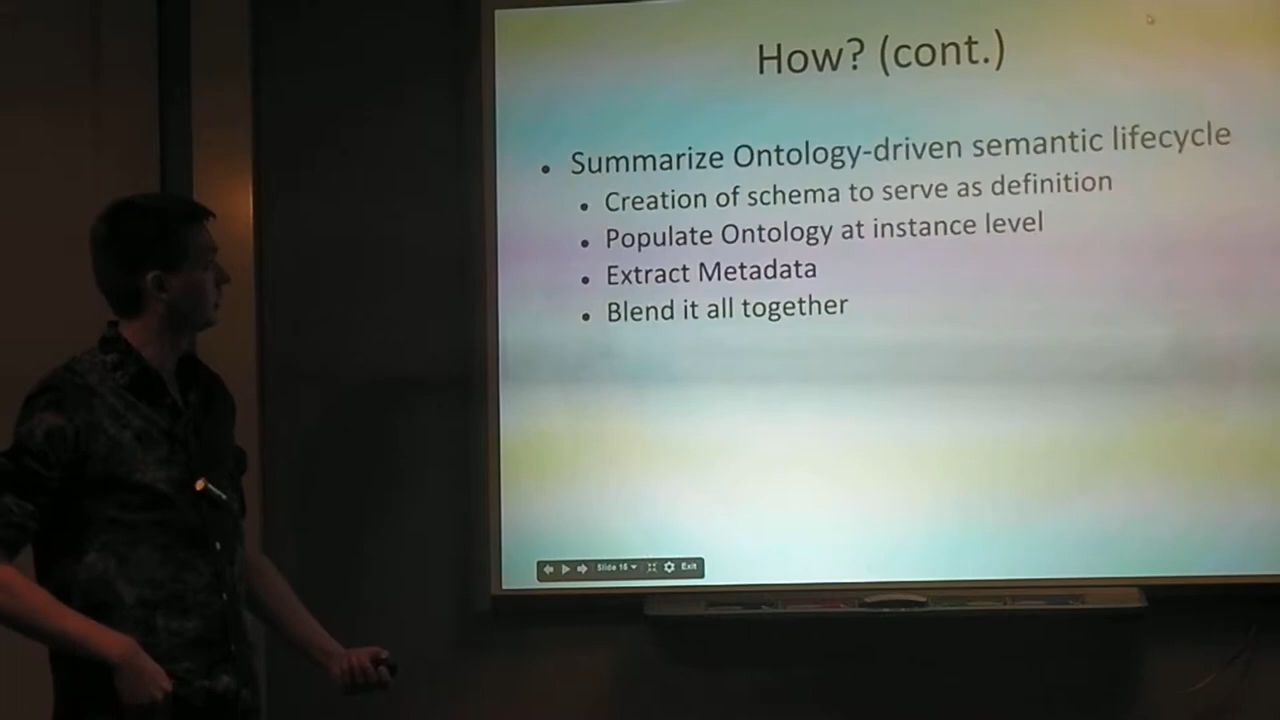 How? (cont.)
• Summarize Ontology-driven semantic lifecycle
• Creation of schema to serve as definition
• Populate Ontology at instance level
• Extract Metadata
• Blend it all together
Slide 16 Exit